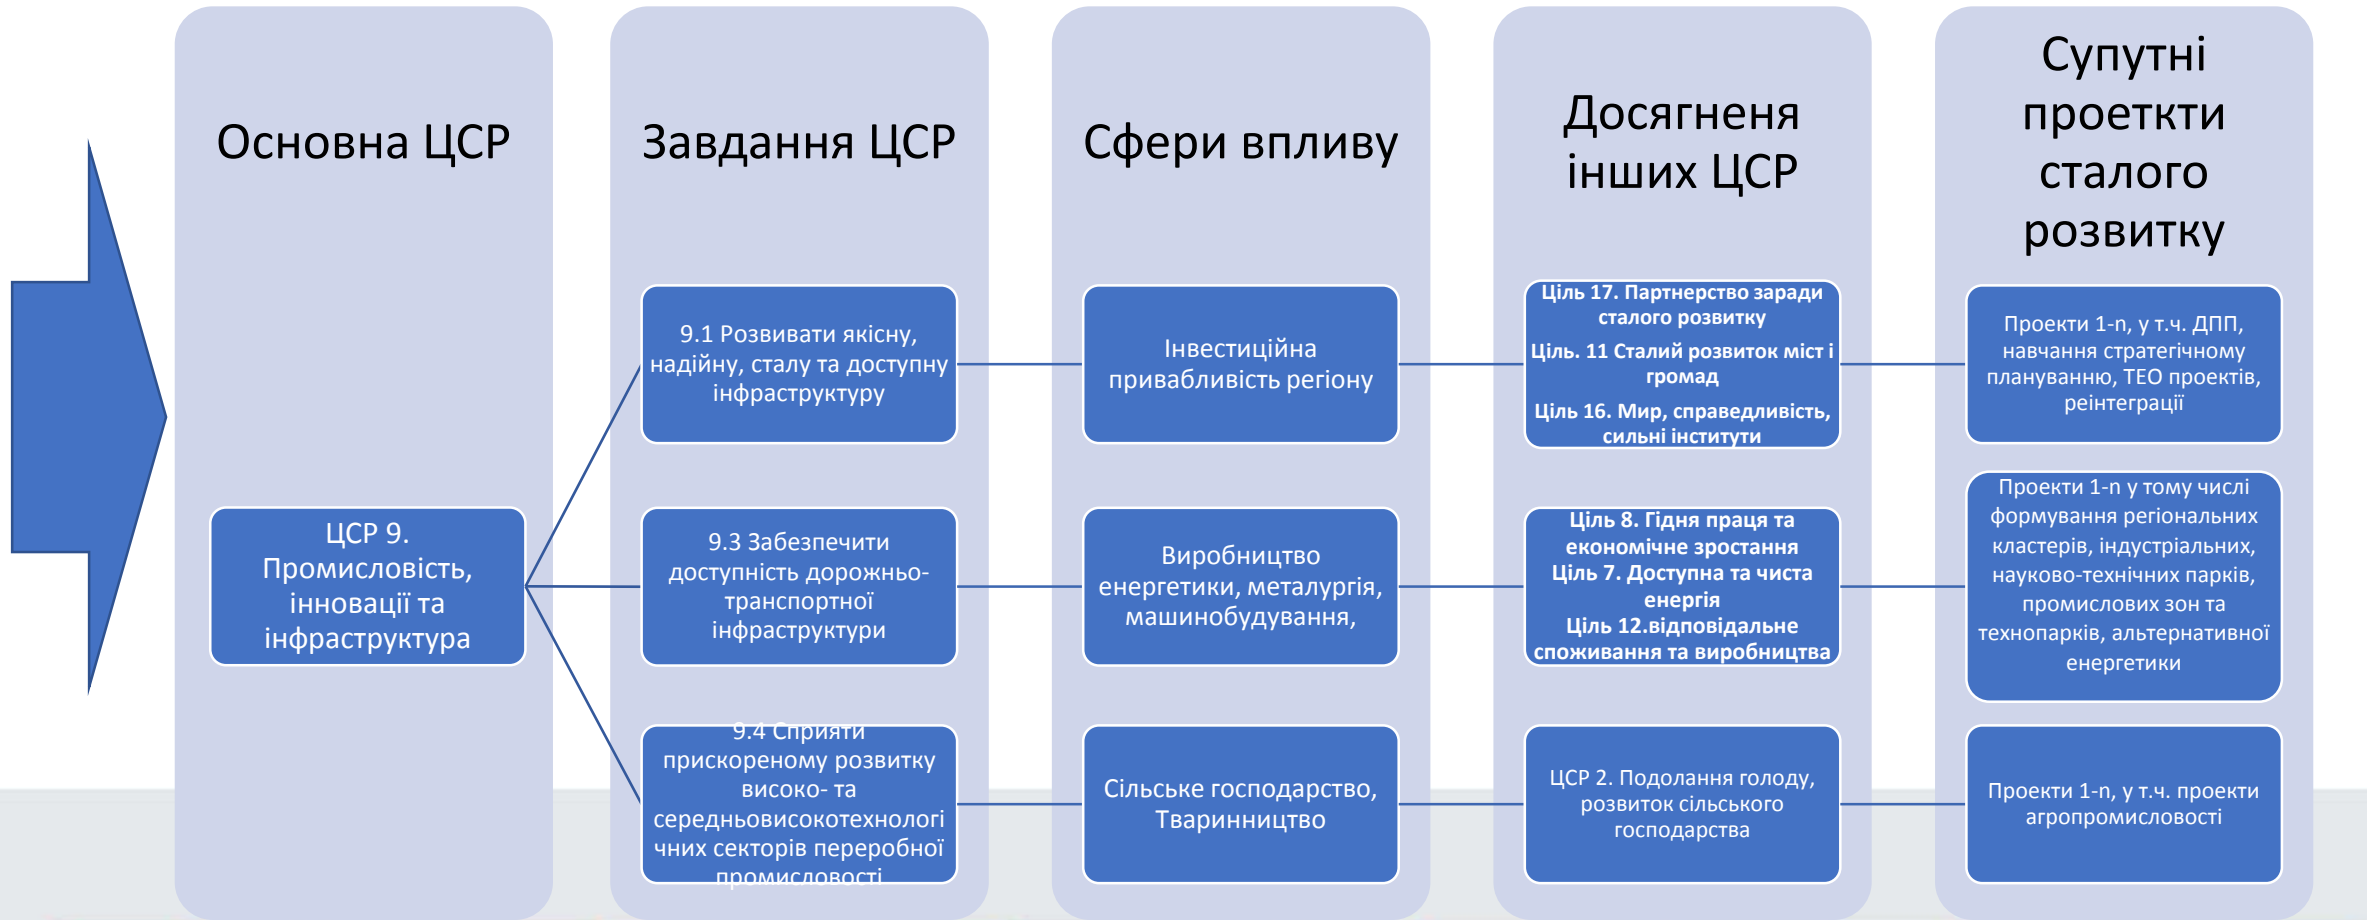 Основна ЦСР
Завдання ЦСР
Сфери впливу
Досягненя
інших ЦСР
Супутні
проеткти
сталого
розвитку
ЦСР 9.
Промисловість,
інновації та
інфраструктура
9.1 Розвивати якісну,
надійну, сталу та доступну
інфраструктуру
Інвестиційна
привабливість регіону
Ціль 17. Партнерство заради
сталого розвитку
Ціль. 11 Сталий розвиток міст і
громад
Ціль 16. Мир, справедливість,
сильні інститути
Проекти 1-n, у т.ч. ДПП,
навчання стратегічному
плануванню, ТЕО проектів,
реінтеграції
9.3 Забезпечити
доступність дорожньо-
транспортної
інфраструктури
Виробництво
енергетики, металургія,
машинобудування,
Ціль 8. Гідня праця та
економічне зростання
Ціль 7. Доступна та чиста
енергія
Ціль 12.відповідальне
споживання та виробництва
Проекти 1-n у тому числі
формування регіональних
кластерів, індустріальних,
науково-технічних парків,
промислових зон та
технопарків, альтернативної
енергетики
9.4 Сприяти
прискореному розвитку
високо- та
середньовисокотехнологі
чних секторів переробної
промисловості
Сільське господарство,
Тваринництво
ЦСР 2. Подолання голоду,
розвиток сільського
господарства
Проекти 1-n, у т.ч. проекти
агропромисловості